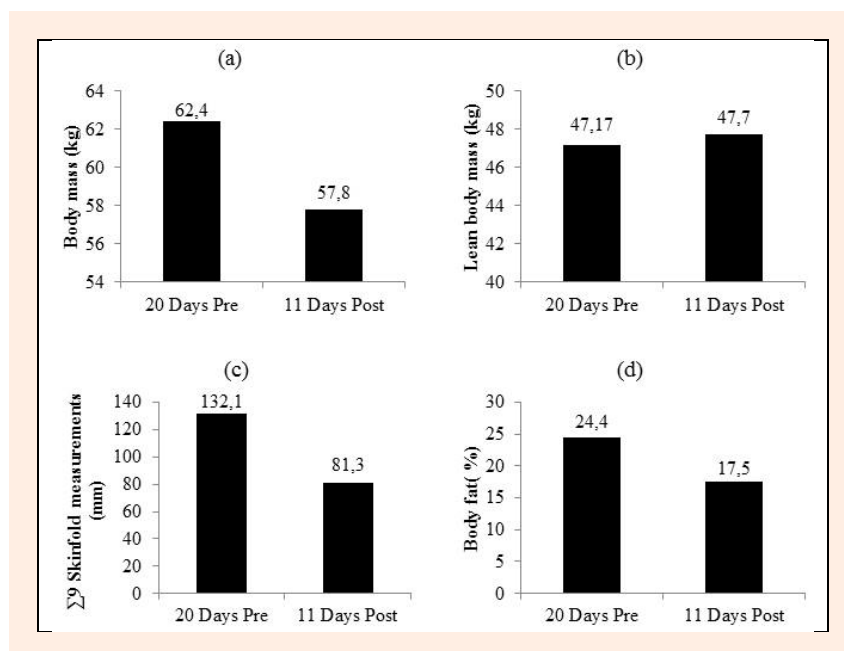 (a)
Body mass (kg)
64
62
60
58
56
54
62,4
57,8
20 Days Pre
11 Days Post
(b)
Lean body mass (kg)
50
48
46
44
42
40
47,17
47,7
20 Days Pre
11 Days Post
(c)
∑9 Skinfold measurements
(mm)
140
120
100
80
60
40
20
0
132,1
81,3
20 Days Pre
11 Days Post
(d)
Body fat( %)
30
25
20
15
10
5
0
24,4
17,5
20 Days Pre
11 Days Post